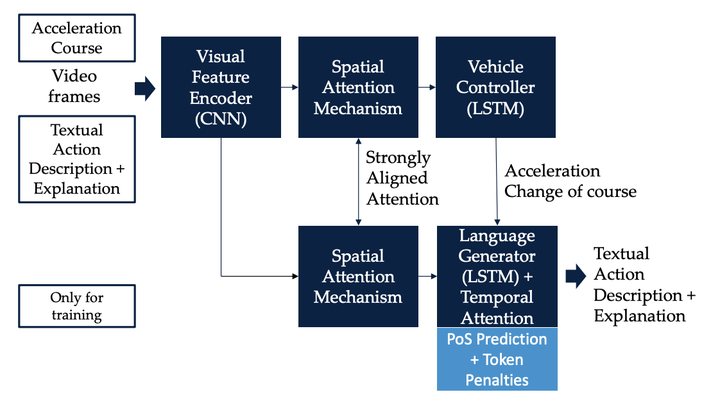 Acceleration
Course
Video
frames
Textual
Action
Description +
Explanation
Only for
training
Visual
Feature
Encoder
(CNN)
Spatial
Attention
Mechanism
Vehicle
Controller
(LSTM)
Strongly
Aligned
Attention
Acceleration
Change of course
Spatial
Attention
Mechanism
Language
Generator
(LSTM) +
Temporal
Attention
PoS Prediction
+ Token
Penalties
Textual
Action
Description +
Explanation